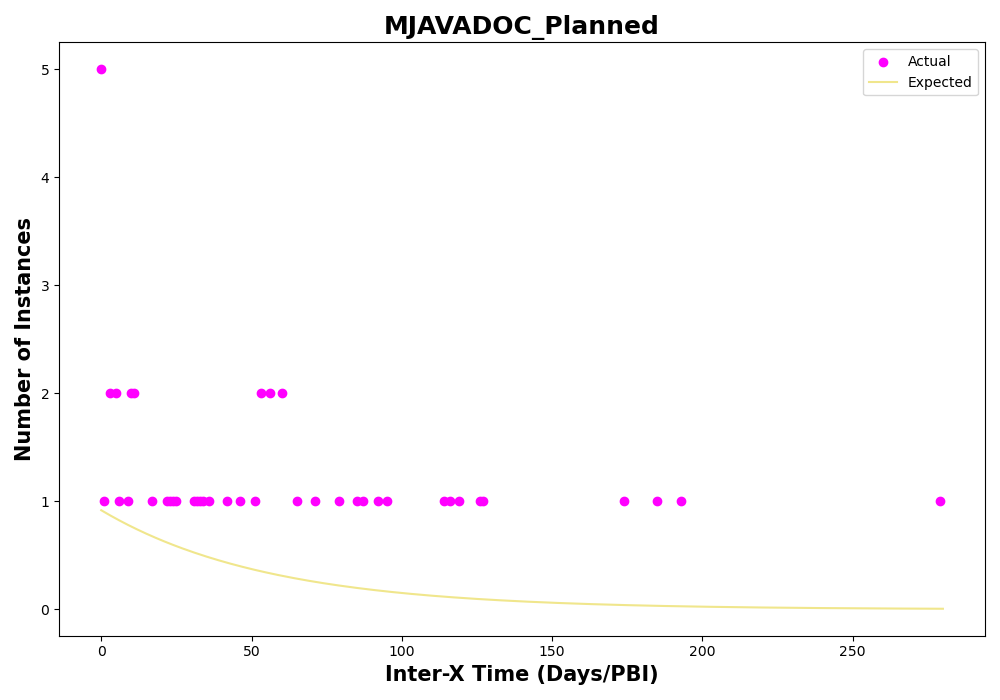 MJAVADOC_Planned
Actual
Expected
5
4
3
2
1
0
Number of Instances
0 50 100 150 200 250
Inter-X Time (Days/PBI)